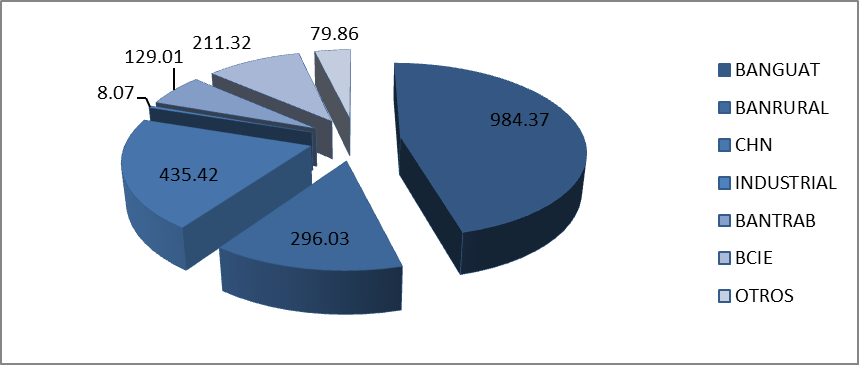 79.86
211.32
129.01
8.07
984.37
435.42
296.03
BANGUAT
BANRURAL
CHN
INDUSTRIAL
BANTRAB
BCIE
OTROS